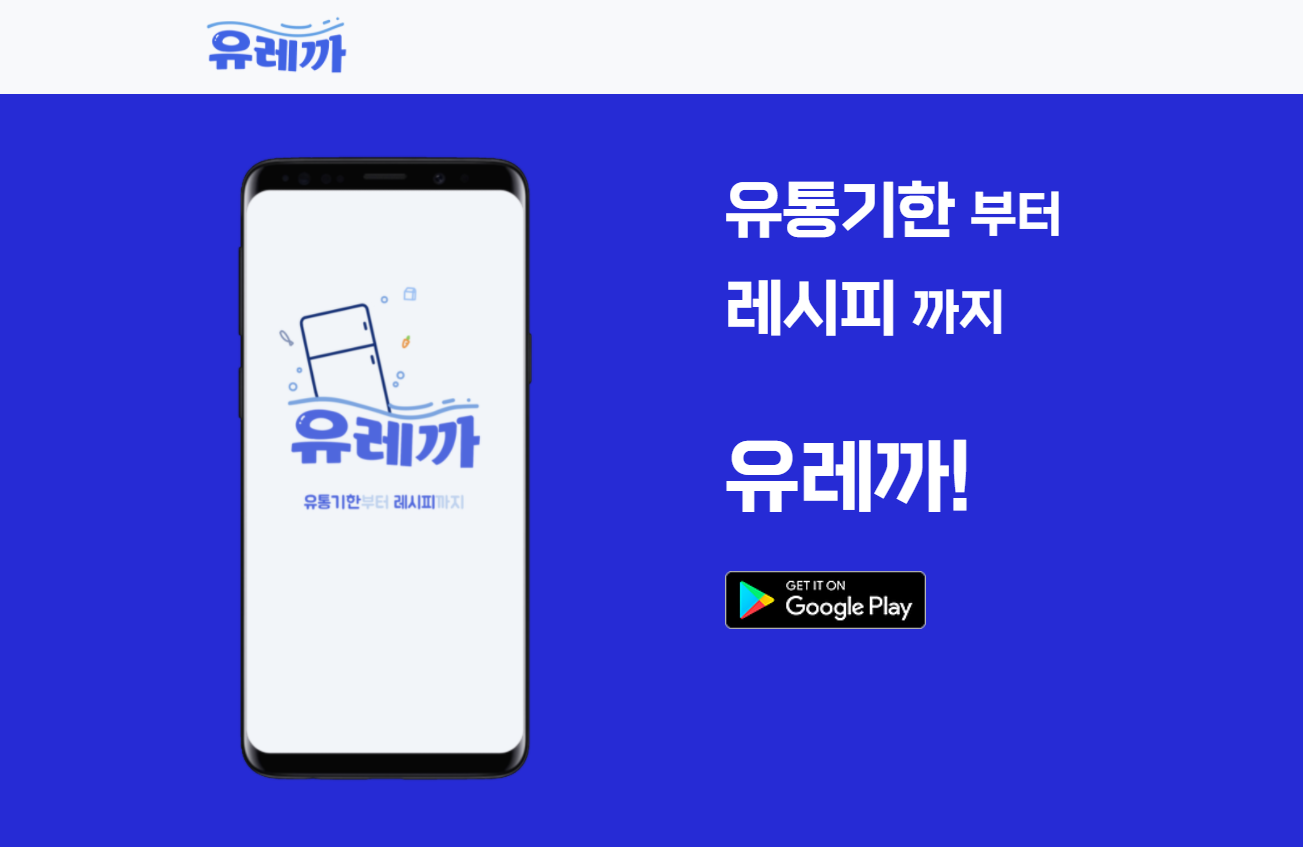 유레까
유통기한 부터
레시피 까지
유레까!
GET IT ON
Google Play
유레까
유통기한부터 레시피까지